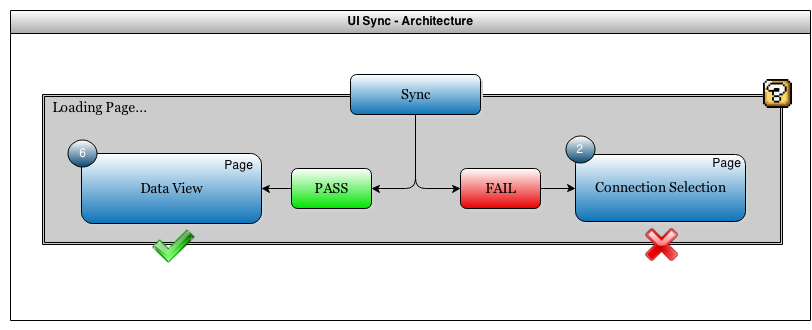 UI Sync - Architecture
Sync
?
Loading Page...
6
Page
Data View
PASS
FAIL
2
Page
Connection Selection